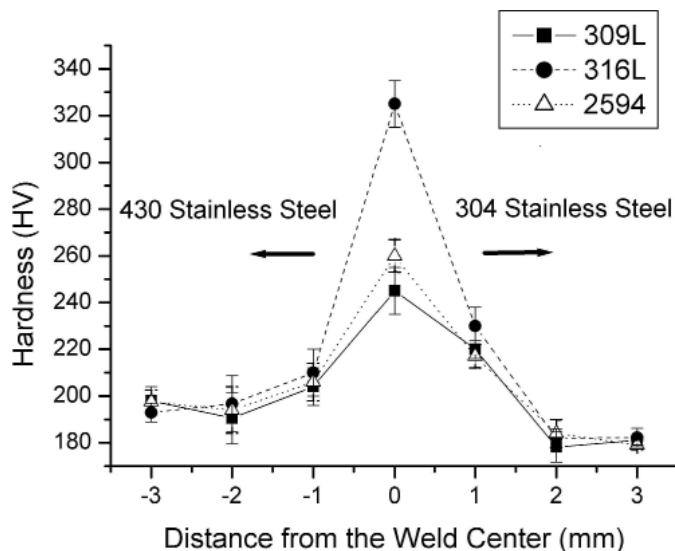 309L
316L
2594
340
320
300
280
260
240
220
200
180
Hardness (HV)
430 Stainless Steel
304 Stainless Steel
-3 -2 -1 0 1 2 3
Distance from the Weld Center (mm)